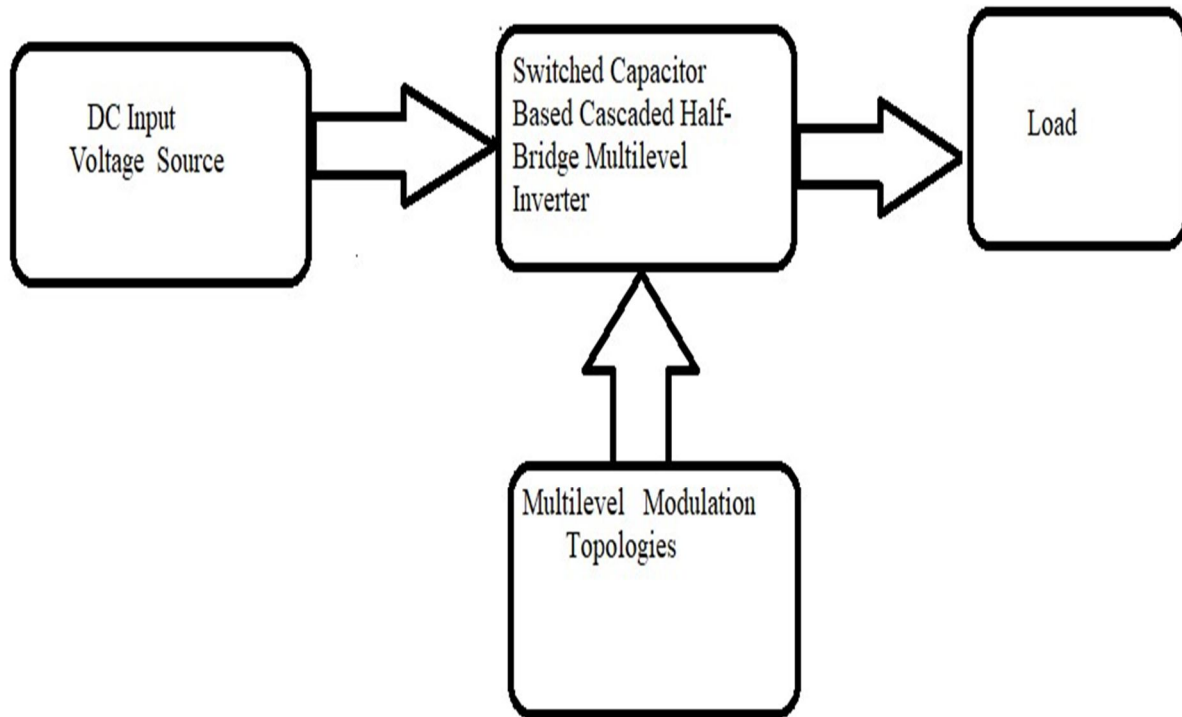 DC Input
Voltage Source
Switched Capacitor
Based Cascaded Half-
Bridge Multilevel
Inverter
Load
Multilevel Modulation
Topologies